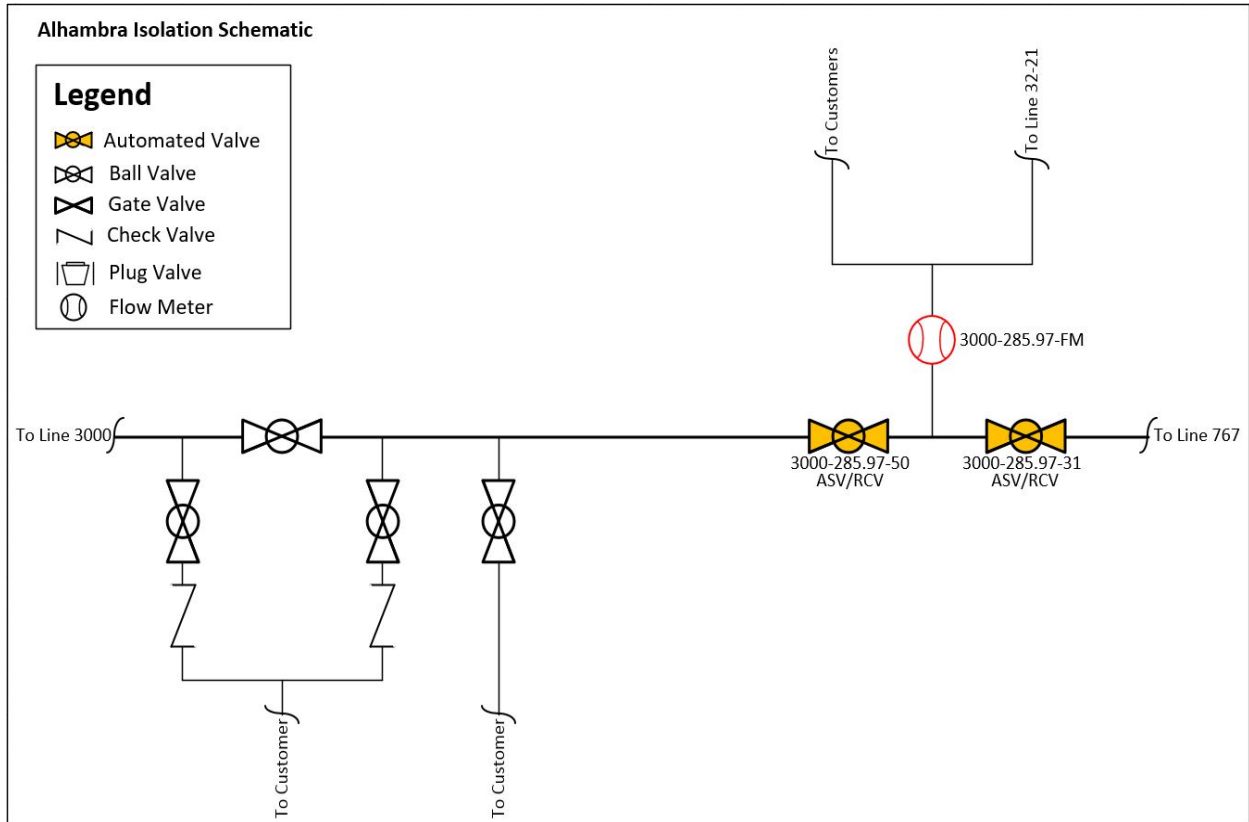 Alhambra Isolation Schematic
Legend
Automated Valve
Ball Valve
Gate Valve
Check Valve
Plug Valve
Flow Meter
To Customers
To Line 32-21
3000-285.97-FM
To Line 3000
To Line 767
3000-285.97-50
ASV/RCV
3000-285.97-31
ASV/RCV
To Customer
To Customer